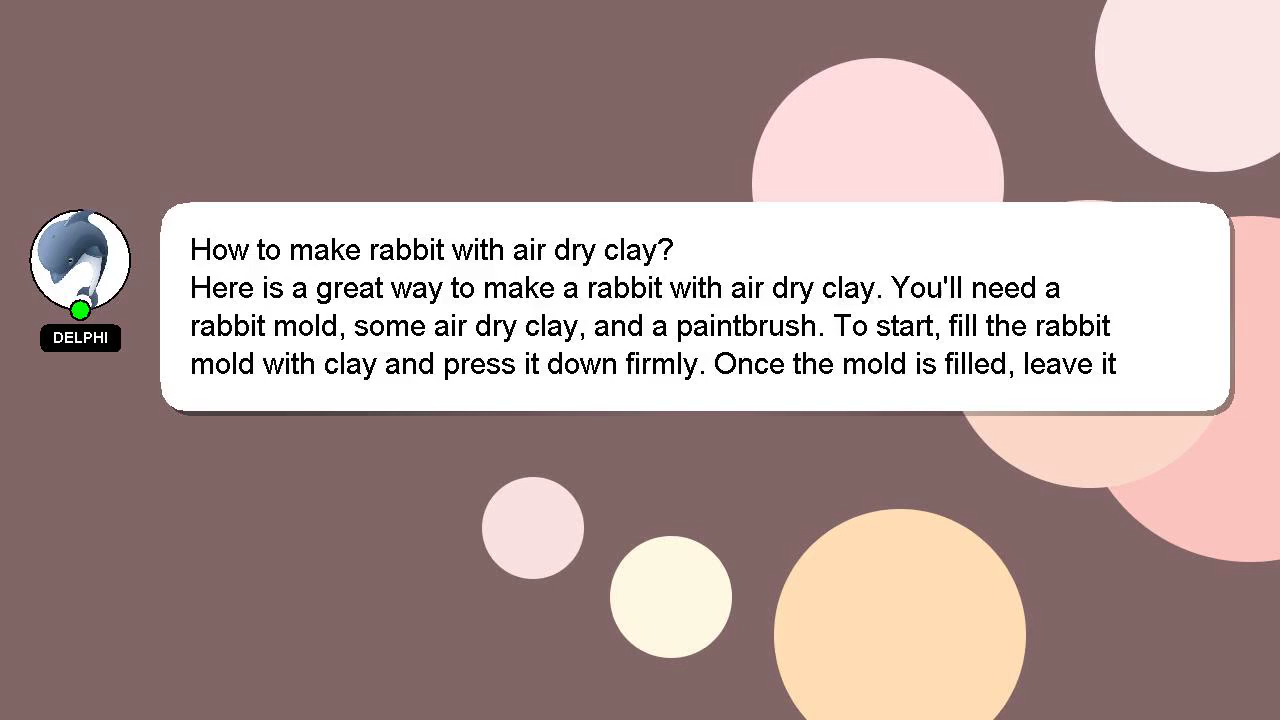 How to make rabbit with air dry clay?
Here is a great way to make a rabbit with air dry clay. You'll need a
rabbit mold, some air dry clay, and a paintbrush. To start, fill the rabbit
mold with clay and press it down firmly. Once the mold is filled, leave it
DELPHI